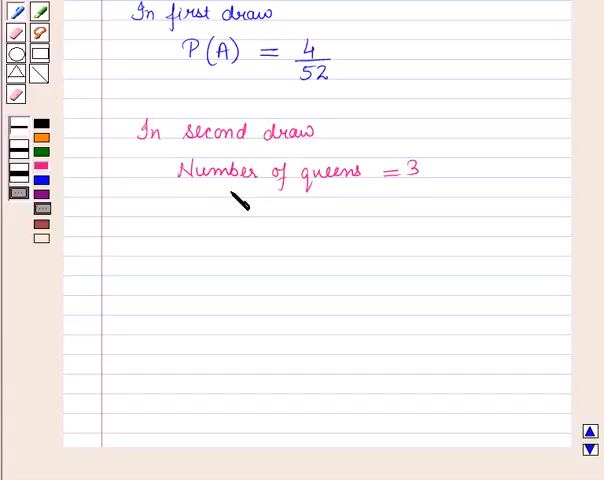 In first draw
P(A) = 4/52
In second draw
Number of queens = 3